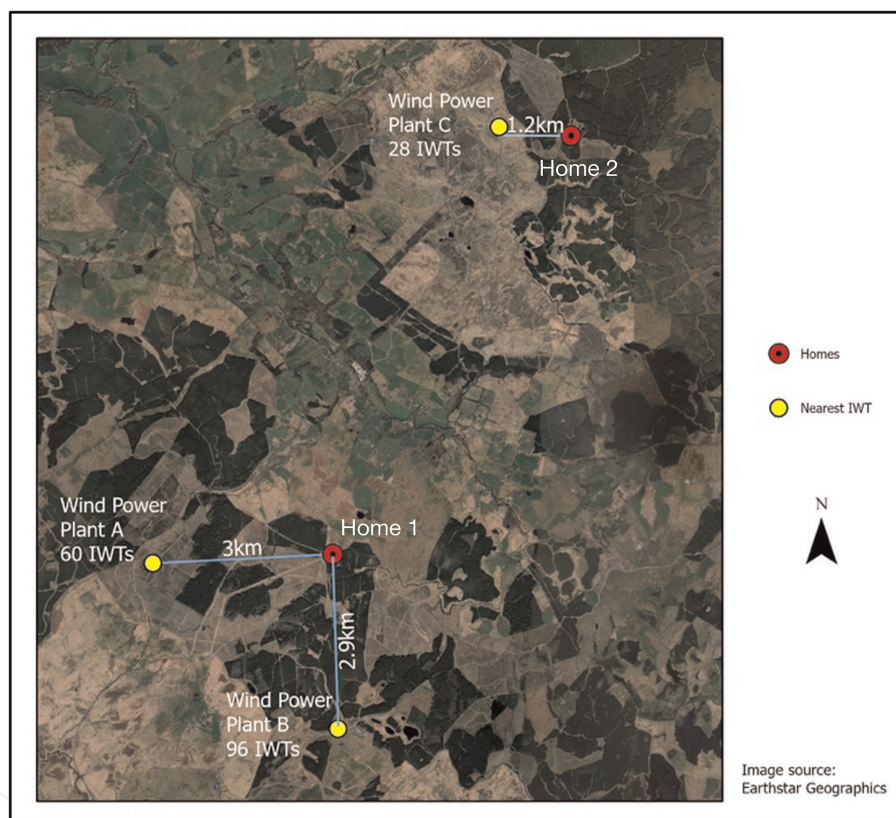 Wind Power
Plant C
28 IWTs
1.2km
Home 2
Homes
Nearest IWT
N
Wind Power
Plant A
60 IWTs
3km
Home 1
2.9km
Wind Power
Plant B
96 IWTs
Image source:
Earthstar Geographics